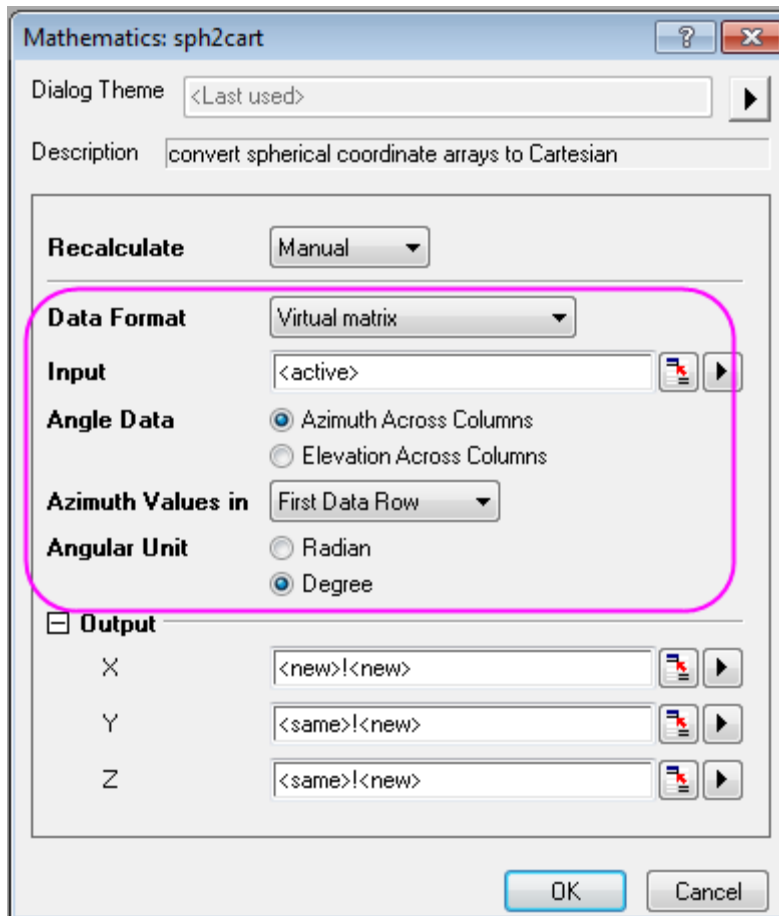 Mathematics: sph2cart
?
Dialog Theme <Last used>
Description convert spherical coordinate arrays to Cartesian
Recalculate Manual
Data Format Virtual matrix
Input <active>
Angle Data Azimuth Across Columns
Elevation Across Columns
Azimuth Values in First Data Row
Angular Unit Radian
Degree
Output
X <new>!<new>
Y <same>!<new>
Z <same>!<new>
OK Cancel